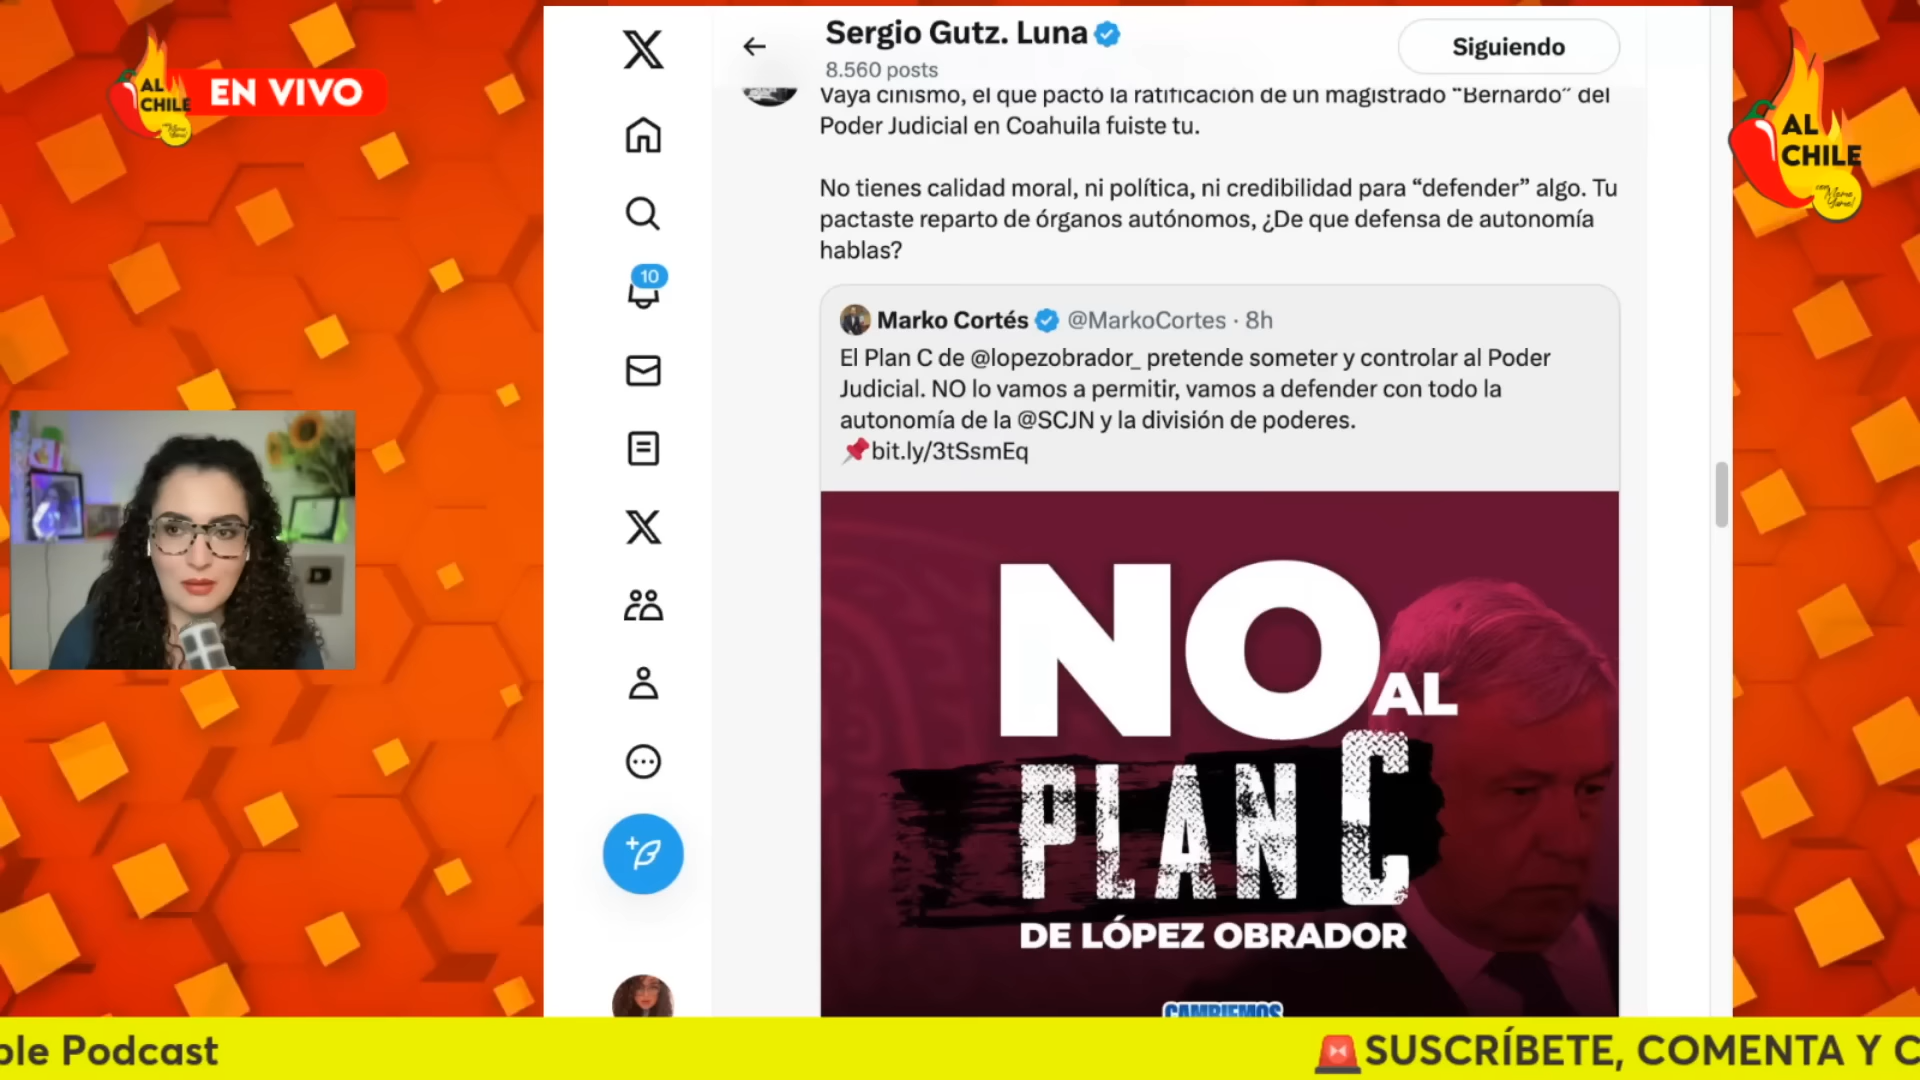 AL
CHILE
EN VIVO
Sergio Gutz. Luna
8.560 posts
Siguiendo
Vaya cinismo, el que pactó la ratificación de un magistrado “Bernardo” del
Poder Judicial en Coahuila fuiste tu.
No tienes calidad moral, ni política, ni credibilidad para “defender” algo. Tu
pactaste reparto de órganos autónomos, ¿De que defensa de autonomía
hablas?
10
Marko Cortés @MarkoCortes · 8h
El Plan C de @lopezobrador_ pretende someter y controlar al Poder
Judicial. NO lo vamos a permitir, vamos a defender con todo la
autonomía de la @SCJN y la división de poderes.
📌bit.ly/3tSsmEq
NO AL
PLAN C
DE LÓPEZ OBRADOR
CAMBIEMOS
AL
CHILE
ble Podcast
🚨SUSCRÍBETE, COMENTA Y C